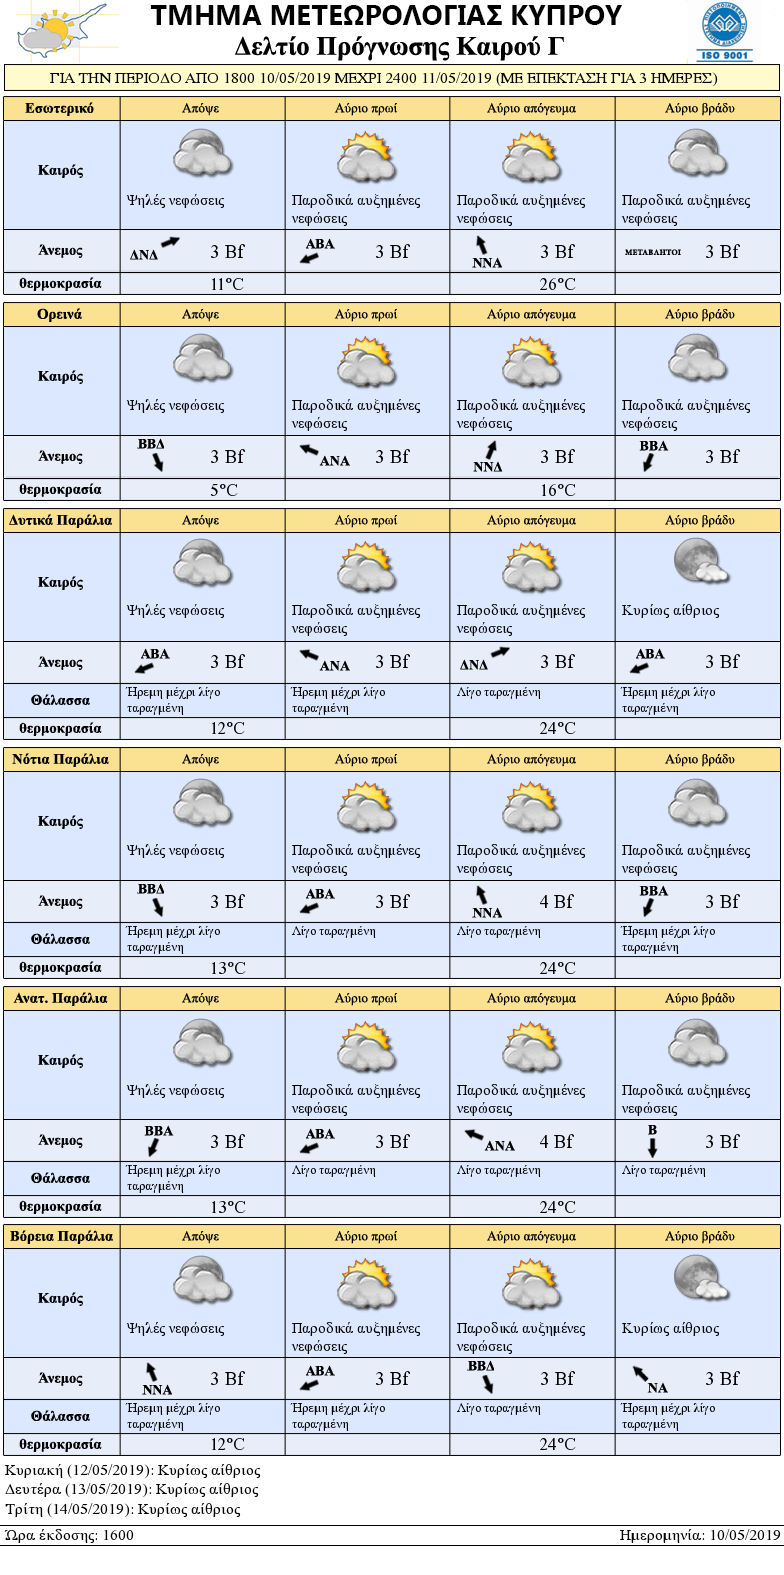 ΤΜΗΜΑ ΜΕΤΕΩΡΟΛΟΓΙΑΣ ΚΥΠΡΟΥ
Δελτίο Πρόγνωσης Καιρού Γ
ISO 9001
ΓΙΑ ΤΗΝ ΠΕΡΙΟΔΟ ΑΠΟ 1800 10/05/2019 ΜΕΧΡΙ 2400 11/05/2019 (ΜΕ ΕΠΕΚΤΑΣΗ ΓΙΑ 3 ΗΜΕΡΕΣ)
Εσωτερικό Απόψε Αύριο πρωί Αύριο απόγευμα Αύριο βράδυ
Καιρός
Ψηλές νεφώσεις Παροδικά αυξημένες Παροδικά αυξημένες Παροδικά αυξημένες
νεφώσεις νεφώσεις νεφώσεις
Άνεμος ΔΝΔ 3 Bf ΑΒΑ 3 Bf ΝΝΑ 3 Bf ΜΕΤΑΒΛΗΤΟΙ 3 Bf
θερμοκρασία 11°C 26°C
Ορεινά Απόψε Αύριο πρωί Αύριο απόγευμα Αύριο βράδυ
Καιρός
Ψηλές νεφώσεις Παροδικά αυξημένες Παροδικά αυξημένες Παροδικά αυξημένες
νεφώσεις νεφώσεις νεφώσεις
Άνεμος ΒΒΔ 3 Bf ΑΝΑ 3 Bf ΝΝΔ 3 Bf ΒΒΑ 3 Bf
θερμοκρασία 5°C 16°C
Δυτικά Παράλια Απόψε Αύριο πρωί Αύριο απόγευμα Αύριο βράδυ
Καιρός
Ψηλές νεφώσεις Παροδικά αυξημένες Παροδικά αυξημένες Κυρίως αίθριος
νεφώσεις νεφώσεις
Άνεμος ΑΒΑ 3 Bf ΑΝΑ 3 Bf ΔΝΔ 3 Bf ΑΒΑ 3 Bf
Θάλασσα Ήρεμη μέχρι λίγο Ήρεμη μέχρι λίγο Λίγο ταραγμένη Ήρεμη μέχρι λίγο
ταραγμένη ταραγμένη ταραγμένη
θερμοκρασία 12°C 24°C
Νότια Παράλια Απόψε Αύριο πρωί Αύριο απόγευμα Αύριο βράδυ
Καιρός
Ψηλές νεφώσεις Παροδικά αυξημένες Παροδικά αυξημένες Παροδικά αυξημένες
νεφώσεις νεφώσεις νεφώσεις
Άνεμος ΒΒΔ 3 Bf ΑΒΑ 3 Bf ΝΝΑ 4 Bf ΒΒΑ 3 Bf
Θάλασσα Ήρεμη μέχρι λίγο Λίγο ταραγμένη Λίγο ταραγμένη Ήρεμη μέχρι λίγο
ταραγμένη ταραγμένη
θερμοκρασία 13°C 24°C
Ανατ. Παράλια Απόψε Αύριο πρωί Αύριο απόγευμα Αύριο βράδυ
Καιρός
Ψηλές νεφώσεις Παροδικά αυξημένες Παροδικά αυξημένες Παροδικά αυξημένες
νεφώσεις νεφώσεις νεφώσεις
Άνεμος ΒΒΑ 3 Bf ΑΒΑ 3 Bf ΑΝΑ 4 Bf Β 3 Bf
Θάλασσα Ήρεμη μέχρι λίγο Λίγο ταραγμένη Λίγο ταραγμένη Λίγο ταραγμένη
ταραγμένη
θερμοκρασία 13°C 24°C
Βόρεια Παράλια Απόψε Αύριο πρωί Αύριο απόγευμα Αύριο βράδυ
Καιρός
Ψηλές νεφώσεις Παροδικά αυξημένες Παροδικά αυξημένες Κυρίως αίθριος
νεφώσεις νεφώσεις
Άνεμος ΝΝΑ 3 Bf ΑΒΑ 3 Bf ΒΒΔ 3 Bf ΝΑ 3 Bf
Θάλασσα Ήρεμη μέχρι λίγο Ήρεμη μέχρι λίγο Λίγο ταραγμένη Ήρεμη μέχρι λίγο
ταραγμένη ταραγμένη ταραγμένη
θερμοκρασία 12°C 24°C
Κυριακή (12/05/2019): Κυρίως αίθριος
Δευτέρα (13/05/2019): Κυρίως αίθριος
Τρίτη (14/05/2019): Κυρίως αίθριος
Ώρα έκδοσης: 1600 Ημερομηνία: 10/05/2019